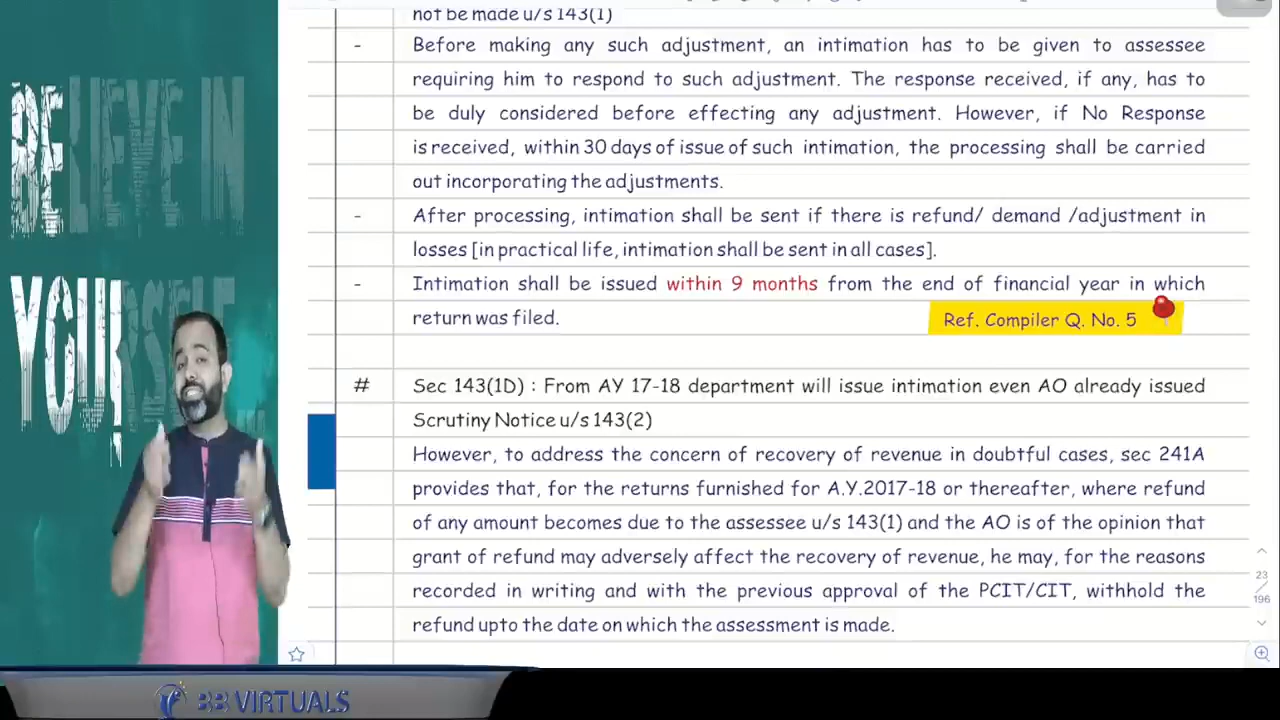 BELIEVE IN
YOURSELF...
not be made u/s 143(1)
- Before making any such adjustment, an intimation has to be given to assessee
requiring him to respond to such adjustment. The response received, if any, has to
be duly considered before effecting any adjustment. However, if No Response
is received, within 30 days of issue of such intimation, the processing shall be carried
out incorporating the adjustments.
- After processing, intimation shall be sent if there is refund/ demand /adjustment in
losses [in practical life, intimation shall be sent in all cases].
- Intimation shall be issued within 9 months from the end of financial year in which
return was filed.
Ref. Compiler Q. No. 5
# Sec 143(1D) : From AY 17-18 department will issue intimation even AO already issued
Scrutiny Notice u/s 143(2)
However, to address the concern of recovery of revenue in doubtful cases, sec 241A
provides that, for the returns furnished for A.Y.2017-18 or thereafter, where refund
of any amount becomes due to the assessee u/s 143(1) and the AO is of the opinion that
grant of refund may adversely affect the recovery of revenue, he may, for the reasons
recorded in writing and with the previous approval of the PCIT/CIT, withhold the
refund upto the date on which the assessment is made.
23
196
BB VIRTUALS